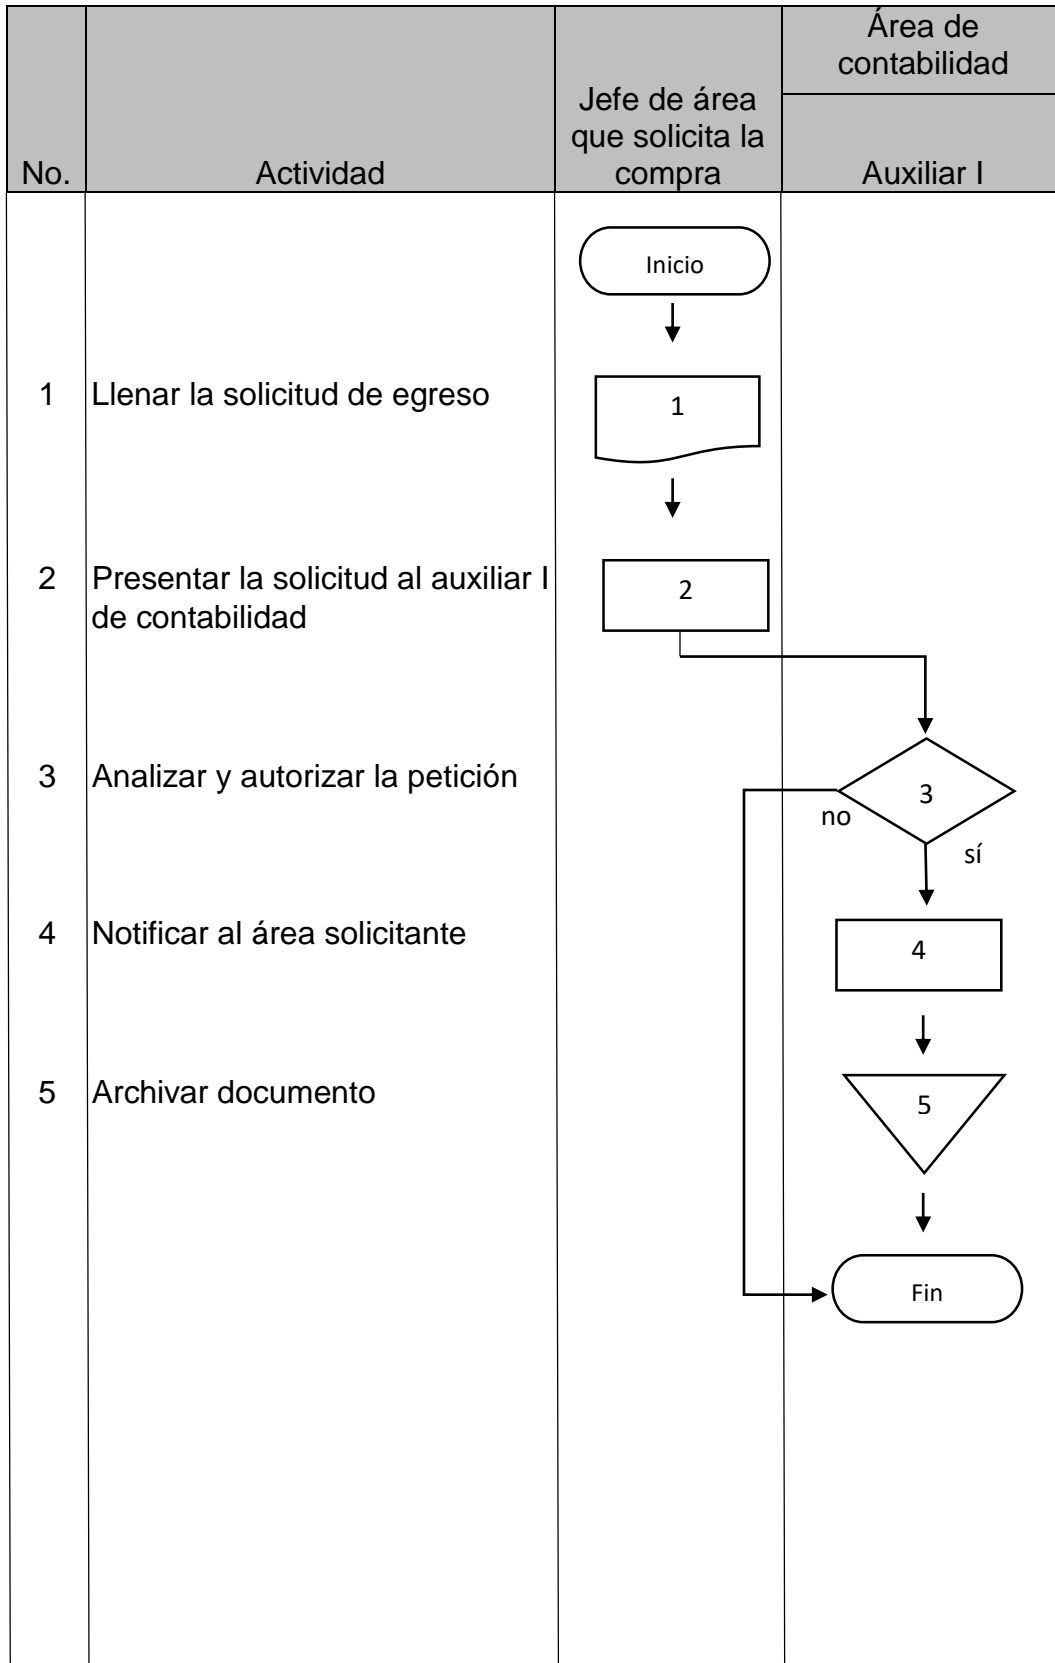 No.
Actividad
Jefe de área
que solicita la
compra
Área de
contabilidad
Auxiliar I
Inicio
1
Llenar la solicitud de egreso
1
2
Presentar la solicitud al auxiliar I
de contabilidad
2
3
Analizar y autorizar la petición
3
no
sí
4
Notificar al área solicitante
4
5
Archivar documento
5
Fin